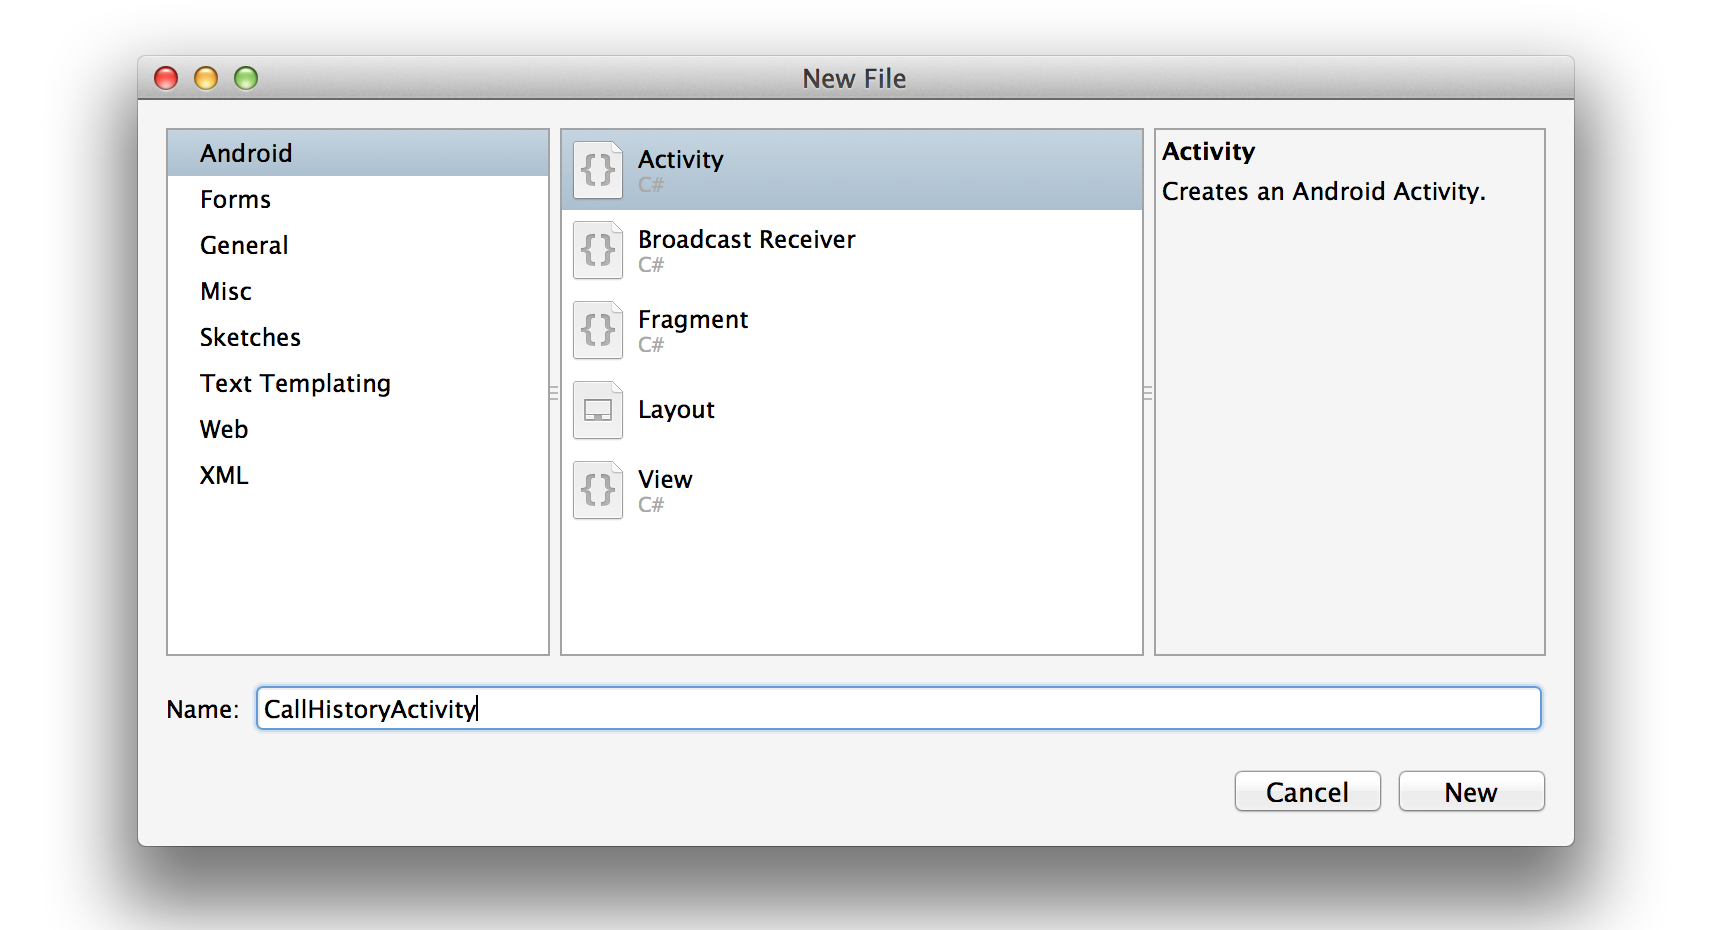 New File
Android
Forms
General
Misc
Sketches
Text Templating
Web
XML
Activity
C#
Broadcast Receiver
C#
Fragment
C#
Layout
View
C#
Activity
Creates an Android Activity.
Name: CallHistoryActivity
Cancel New